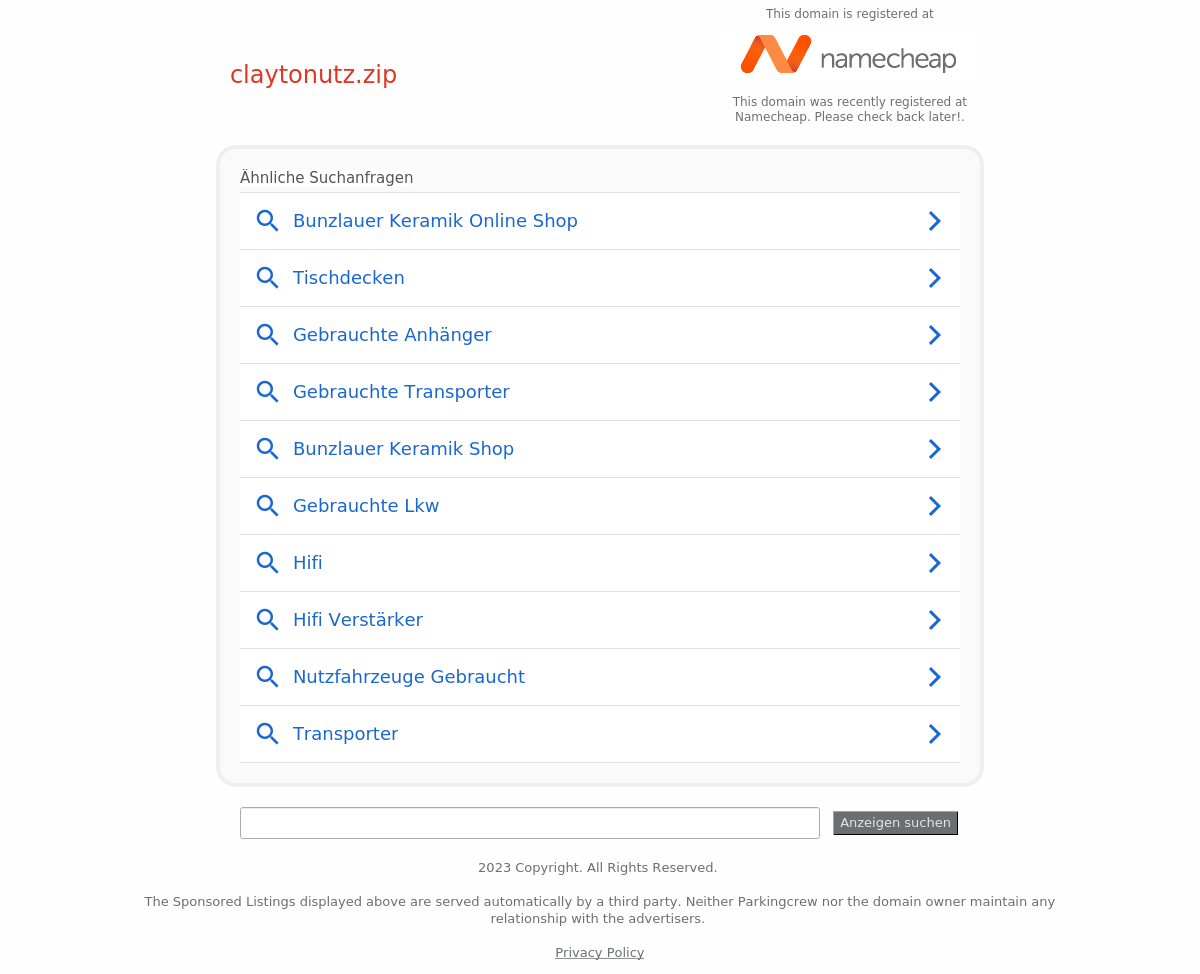 This domain is registered at
namecheap
claytonutz.zip
This domain was recently registered at
Namecheap. Please check back later!.
Ähnliche Suchanfragen
Bunzlauer Keramik Online Shop
Tischdecken
Gebrauchte Anhänger
Gebrauchte Transporter
Bunzlauer Keramik Shop
Gebrauchte Lkw
Hifi
Hifi Verstärker
Nutzfahrzeuge Gebraucht
Transporter
Anzeigen suchen
2023 Copyright. All Rights Reserved.
The Sponsored Listings displayed above are served automatically by a third party. Neither Parkingcrew nor the domain owner maintain any
relationship with the advertisers.
Privacy Policy